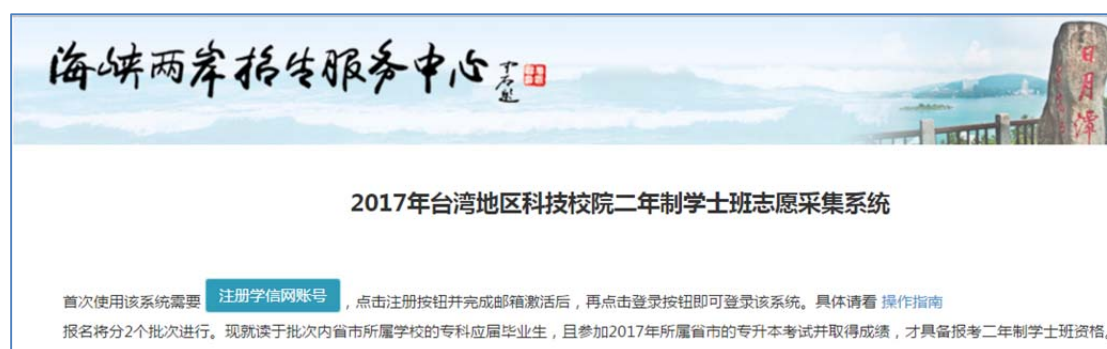 海峡两岸招生服务中心
日月潭
2017年台湾地区科技校院二年制学士班志愿采集系统
首次使用该系统需要 注册学信网账号 ，点击注册按钮并完成邮箱激活后，再点击登录按钮即可登录该系统。具体请看 操作指南
报名将分2个批次进行。现就读于批次内省市所属学校的专科应届毕业生，且参加2017年所属省市的专升本考试并取得成绩，才具备报考二年制学士班资格。